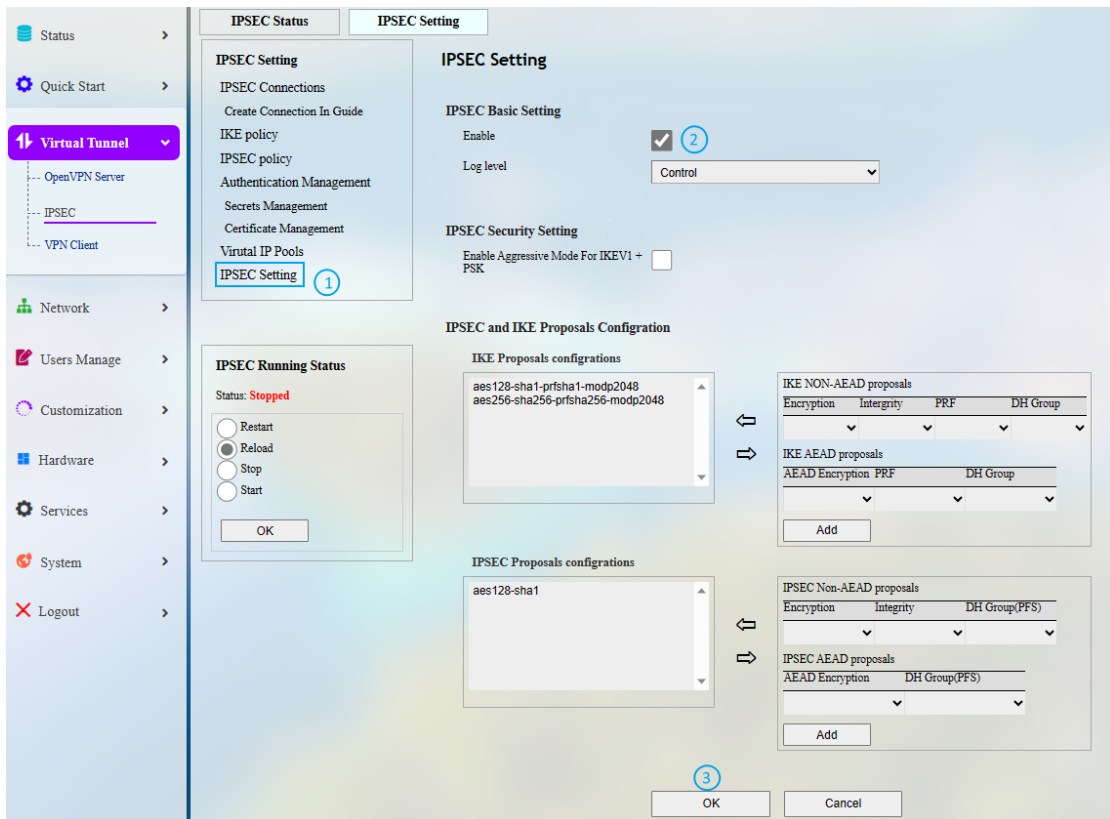 Status
Quick Start
Virtual Tunnel
OpenVPN Server
IPSEC
VPN Client
Network
Users Manage
Customization
Hardware
Services
System
Logout
IPSEC Status IPSEC Setting
IPSEC Setting
IPSEC Connections
Create Connection In Guide
IKE policy
IPSEC policy
Authentication Management
Secrets Management
Certificate Management
Virutal IP Pools
IPSEC Setting 1
IPSEC Running Status
Status: Stopped
Restart
Reload
Stop
Start
OK
IPSEC Setting
IPSEC Basic Setting
Enable 2
Log level Control
IPSEC Security Setting
Enable Aggressive Mode For IKEV1 +
PSK
IPSEC and IKE Proposals Configration
IKE Proposals configrations
aes128-sha1-prfsha1-modp2048
aes256-sha256-prfsha256-modp2048
IKE NON-AEAD proposals
Encryption Intergrity PRF DH Group
IKE AEAD proposals
AEAD Encryption PRF DH Group
Add
IPSEC Proposals configrations
aes128-sha1
IPSEC Non-AEAD proposals
Encryption Integrity DH Group(PFS)
IPSEC AEAD proposals
AEAD Encryption DH Group(PFS)
Add
3
OK Cancel